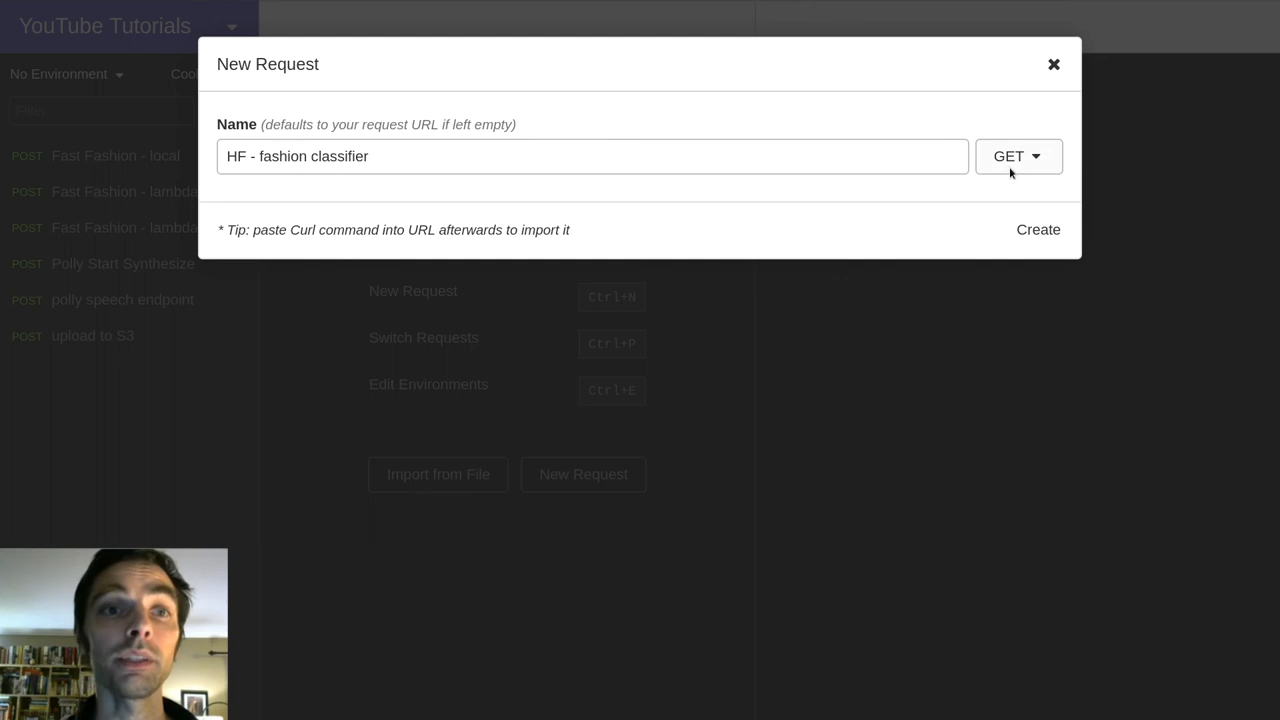 YouTube Tutorials
New Request
No Environment
Name (defaults to your request URL if left empty)
Filter
HF - fashion classifier
GET
POST Fast Fashion - local
POST Fast Fashion - lambda
POST Fast Fashion - lambda
* Tip: paste Curl command into URL afterwards to import it
Create
POST Polly Start Synthesize
POST polly speech endpoint
POST upload to S3
New Request Ctrl+N
Switch Requests Ctrl+P
Edit Environments Ctrl+E
Import from File
New Request